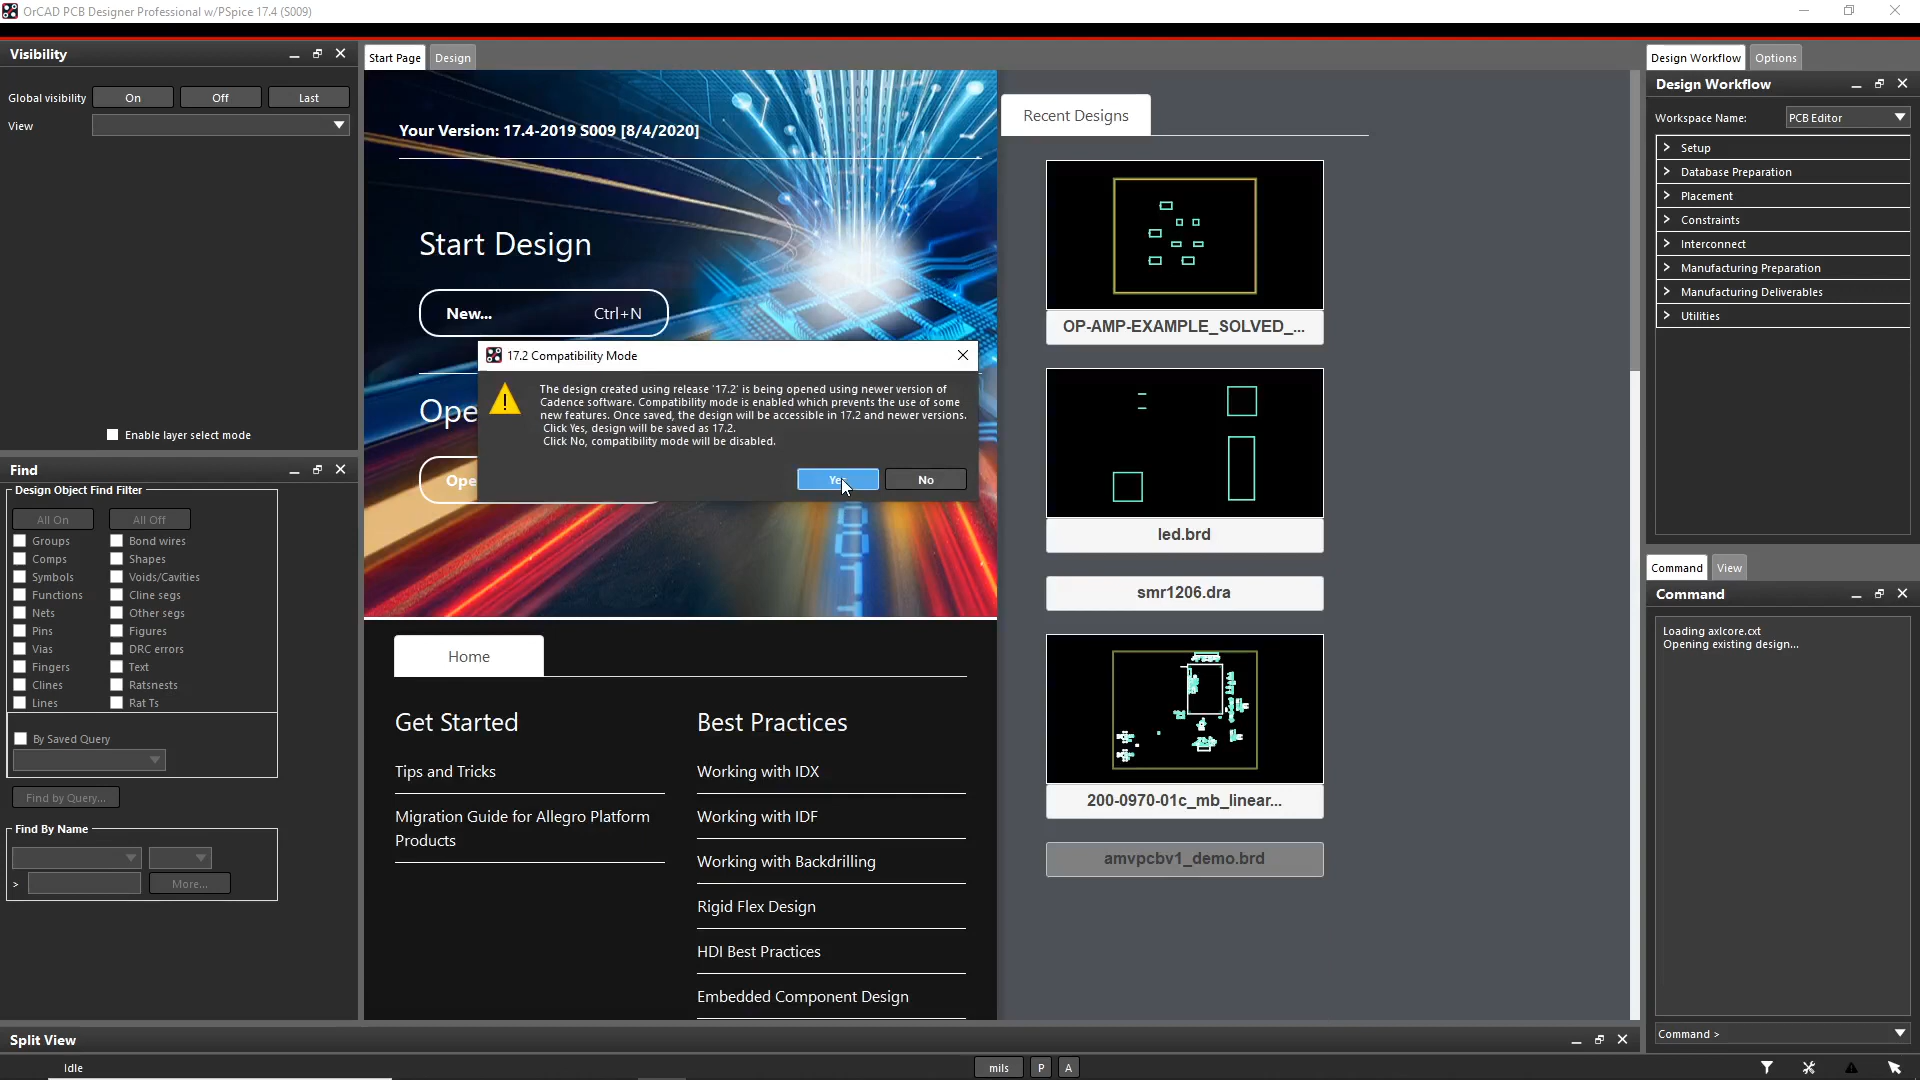 OrCAD PCB Designer Professional w/PSpice 17.4 (S009)
Visibility
Global visibility
On
Off
Last
View
Enable layer select mode
Find
Design Object Find Filter
All On
All Off
Groups
Bond wires
Comps
Shapes
Symbols
Voids/Cavities
Functions
Cline segs
Nets
Other segs
Pins
Figures
Vias
DRC errors
Fingers
Text
Clines
Ratsnests
Lines
Rat Ts
By Saved Query
Find by Query...
Find By Name
>
More...
Start Page
Design
Your Version: 17.4-2019 S009 [8/4/2020]
Start Design
New... Ctrl+N
Ope
Ope
17.2 Compatibility Mode
The design created using release '17.2' is being opened using newer version of
Cadence software. Compatibility mode is enabled which prevents the use of some
new features. Once saved, the design will be accessible in 17.2 and newer versions.
Click Yes, design will be saved as 17.2.
Click No, compatibility mode will be disabled.
Yes
No
Home
Get Started
Tips and Tricks
Migration Guide for Allegro Platform
Products
Best Practices
Working with IDX
Working with IDF
Working with Backdrilling
Rigid Flex Design
HDI Best Practices
Embedded Component Design
Recent Designs
OP-AMP-EXAMPLE_SOLVED_...
led.brd
smr1206.dra
200-0970-01c_mb_linear...
amvpcbv1_demo.brd
Design Workflow
Options
Design Workflow
Workspace Name:
PCB Editor
> Setup
> Database Preparation
> Placement
> Constraints
> Interconnect
> Manufacturing Preparation
> Manufacturing Deliverables
> Utilities
Command
View
Command
Loading axlcore.cxt
Opening existing design...
Command >
Split View
Idle
mils
P
A